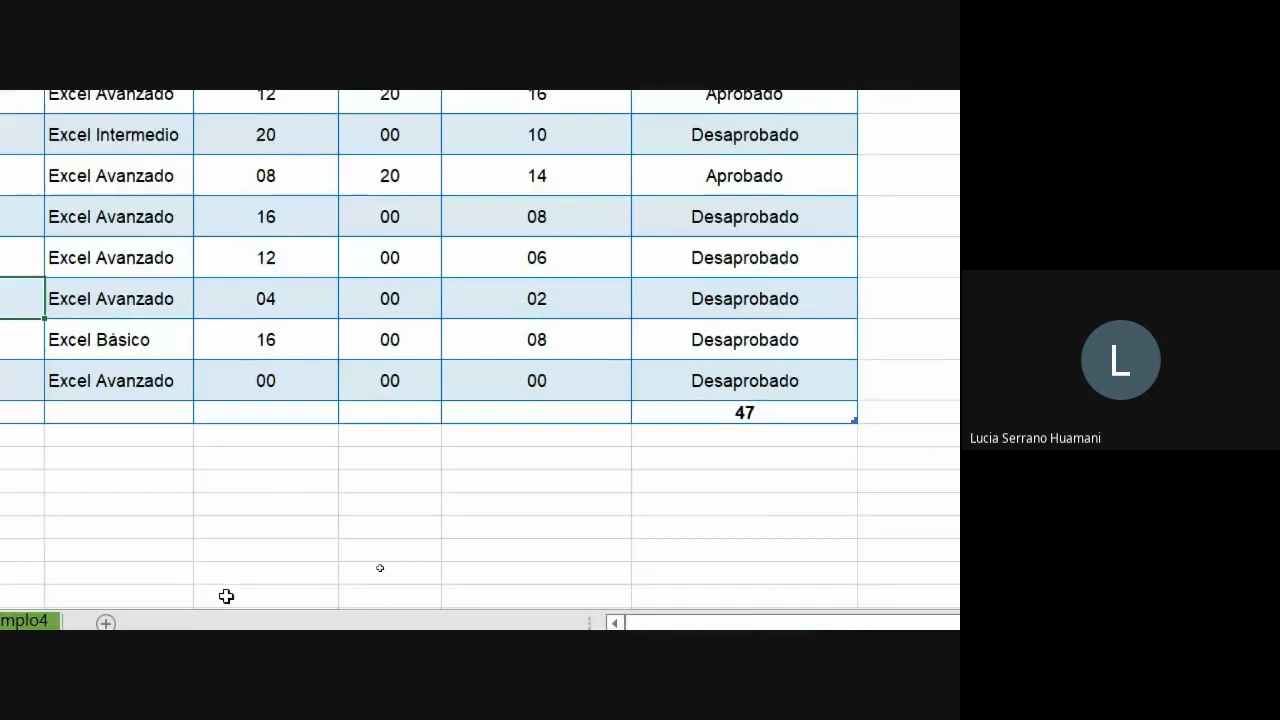 Excel Avanzado 12 20 16 Aprobado
Excel Intermedio 20 00 10 Desaprobado
Excel Avanzado 08 20 14 Aprobado
Excel Avanzado 16 00 08 Desaprobado
Excel Avanzado 12 00 06 Desaprobado
Excel Avanzado 04 00 02 Desaprobado
Excel Básico 16 00 08 Desaprobado
Excel Avanzado 00 00 00 Desaprobado
47
mplo4
L
Lucia Serrano Huamani